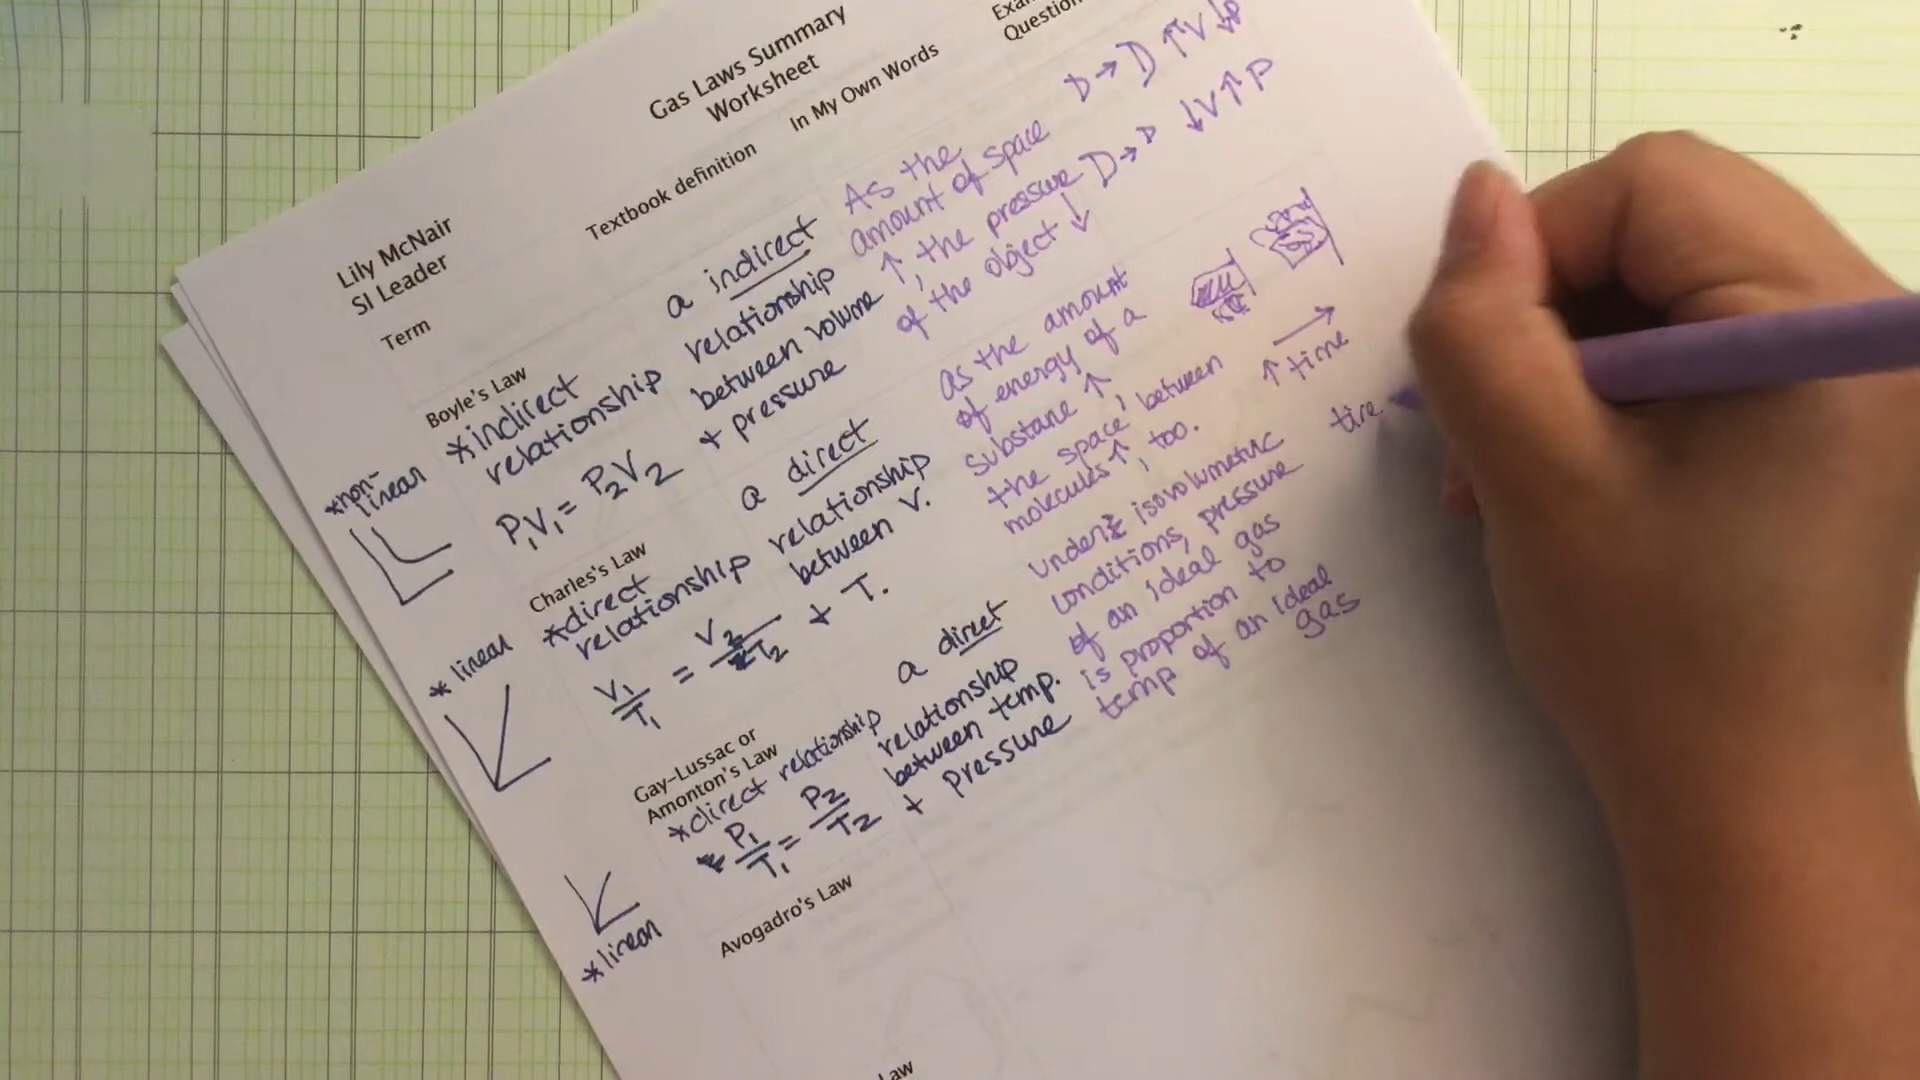 Gas Laws Summary
Worksheet
Lily McNair
SI Leader
Term
Textbook definition
In My Own Words
Question
Boyle's Law
*indirect
relationship
P₁V₁ = P₂V₂
*non-
linear
a indirect
relationship
between volume
+ pressure
As the
amount of space
↑, the pressure
of the object ↓
D → D ↑V ↓P
D → D ↓V ↑P
Charles's Law
*direct
relationship
V₁/T₁ = V₂/T₂
* linear
a direct
relationship
between V.
+ T.
as the amount
of energy of a
substane ↑,
the space between
molecules ↑, too.
↑ time
Gay-Lussac or
Amonton's Law
*direct relationship
P₁/T₁ = P₂/T₂
*linear
a direct
relationship
between temp.
+ pressure
under isovolumetric
conditions, pressure
of an ideal gas
is proportion to
temp of an ideal
gas
tire
Avogadro's Law
Law